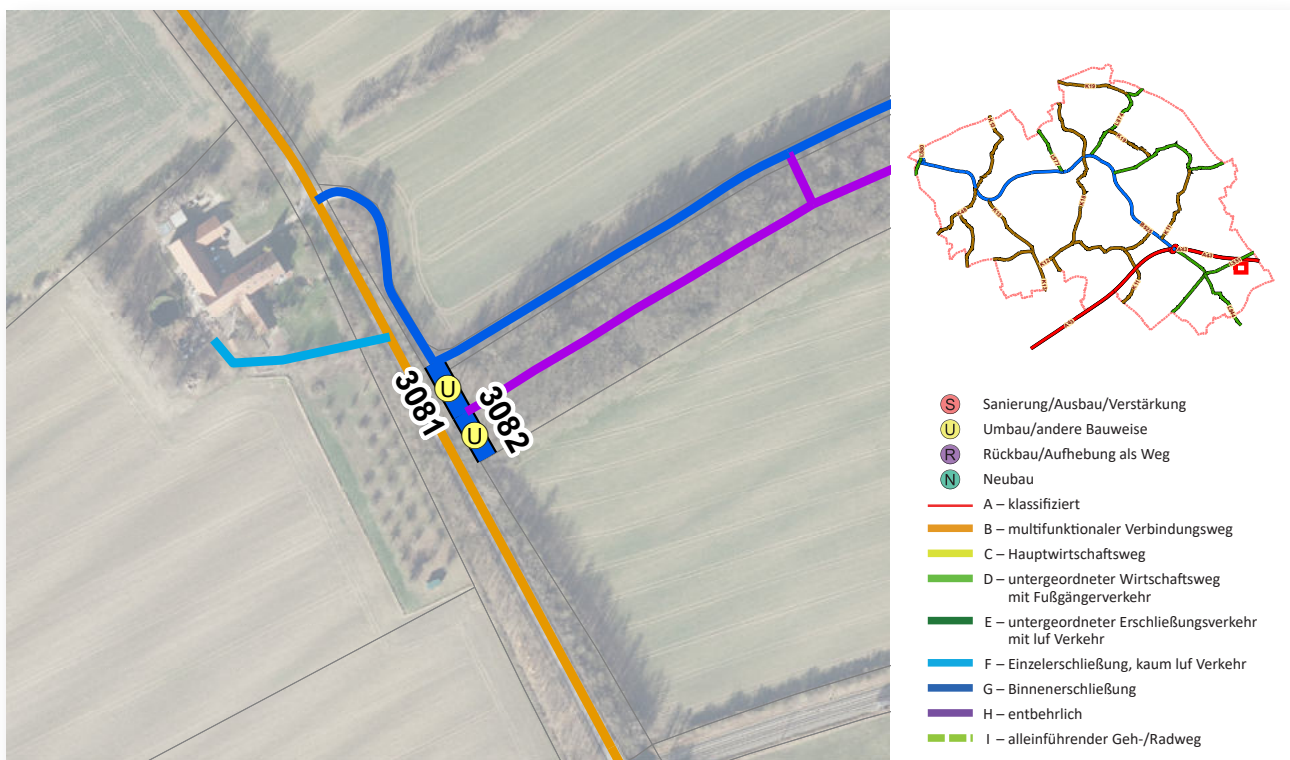 3081
3082
U
U
S Sanierung/Ausbau/Verstärkung
U Umbau/andere Bauweise
R Rückbau/Aufhebung als Weg
N Neubau
A – klassifiziert
B – multifunktionaler Verbindungsweg
C – Hauptwirtschaftsweg
D – untergeordneter Wirtschaftsweg
mit Fußgängerverkehr
E – untergeordneter Erschließungsverkehr
mit luf Verkehr
F – Einzelerschließung, kaum luf Verkehr
G – Binnenerschließung
H – entbehrlich
I – alleinführender Geh-/Radweg